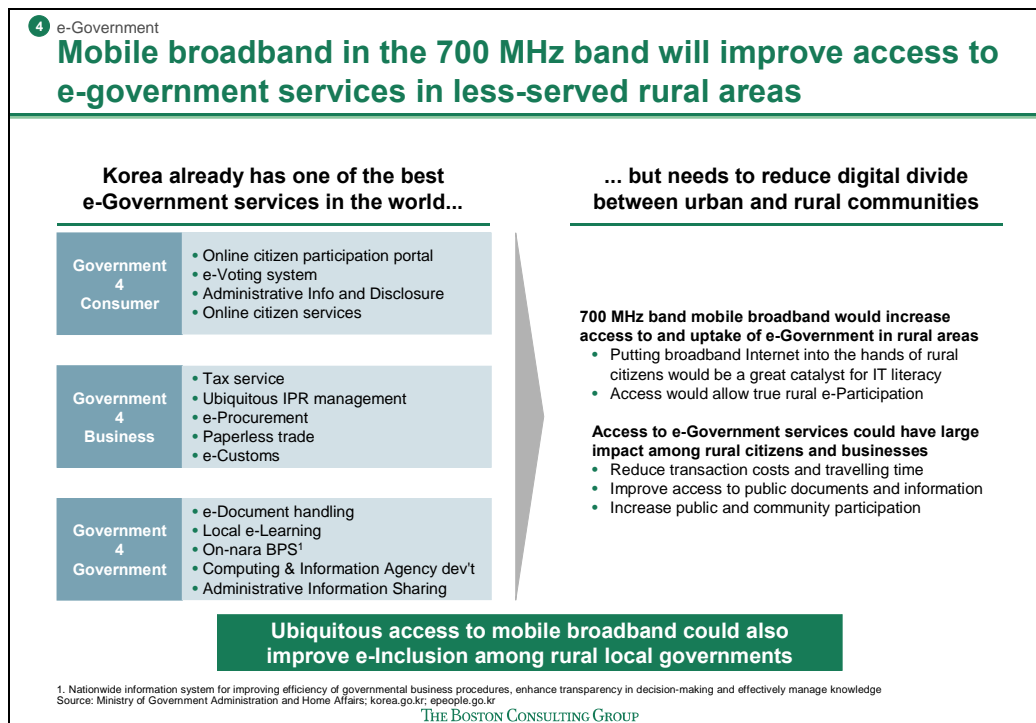 4 e-Government
Mobile broadband in the 700 MHz band will improve access to
e-government services in less-served rural areas
Korea already has one of the best
e-Government services in the world...
Government
4
Consumer
• Online citizen participation portal
• e-Voting system
• Administrative Info and Disclosure
• Online citizen services
Government
4
Business
• Tax service
• Ubiquitous IPR management
• e-Procurement
• Paperless trade
• e-Customs
Government
4
Government
• e-Document handling
• Local e-Learning
• On-nara BPS¹
• Computing & Information Agency dev't
• Administrative Information Sharing
... but needs to reduce digital divide
between urban and rural communities
700 MHz band mobile broadband would increase
access to and uptake of e-Government in rural areas
• Putting broadband Internet into the hands of rural
citizens would be a great catalyst for IT literacy
• Access would allow true rural e-Participation
Access to e-Government services could have large
impact among rural citizens and businesses
• Reduce transaction costs and travelling time
• Improve access to public documents and information
• Increase public and community participation
Ubiquitous access to mobile broadband could also
improve e-Inclusion among rural local governments
1. Nationwide information system for improving efficiency of governmental business procedures, enhance transparency in decision-making and effectively manage knowledge
Source: Ministry of Government Administration and Home Affairs; korea.go.kr; epeople.go.kr
THE BOSTON CONSULTING GROUP